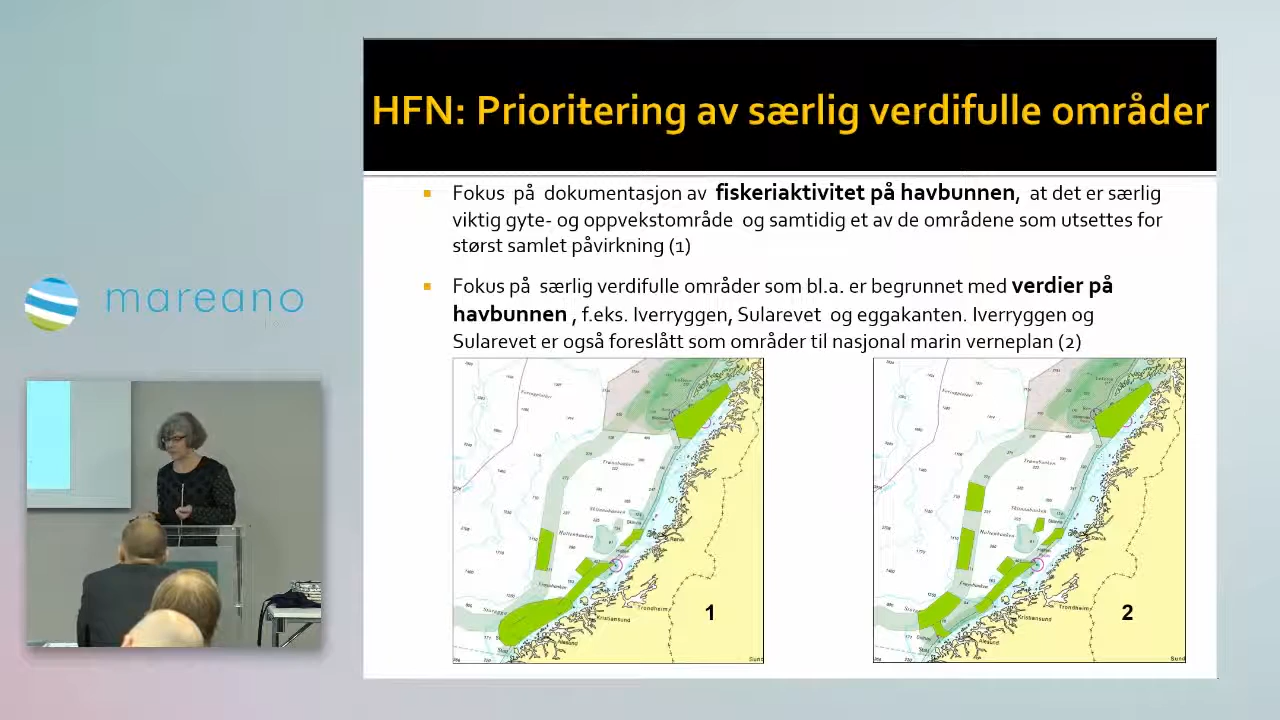 HFN: Prioritering av særlig verdifulle områder
Fokus på dokumentasjon av fiskeriaktivitet på havbunnen, at det er særlig
viktig gyte- og oppvekstområde og samtidig et av de områdene som utsettes for
størst samlet påvirkning (1)
Fokus på særlig verdifulle områder som bl.a. er begrunnet med verdier på
havbunnen , f.eks. Iverryggen, Sularevet og eggakanten. Iverryggen og
Sularevet er også foreslått som områder til nasjonal marin verneplan (2)
mareano
Trondheim
Kristiansund
1
Trondheim
Kristiansund
2